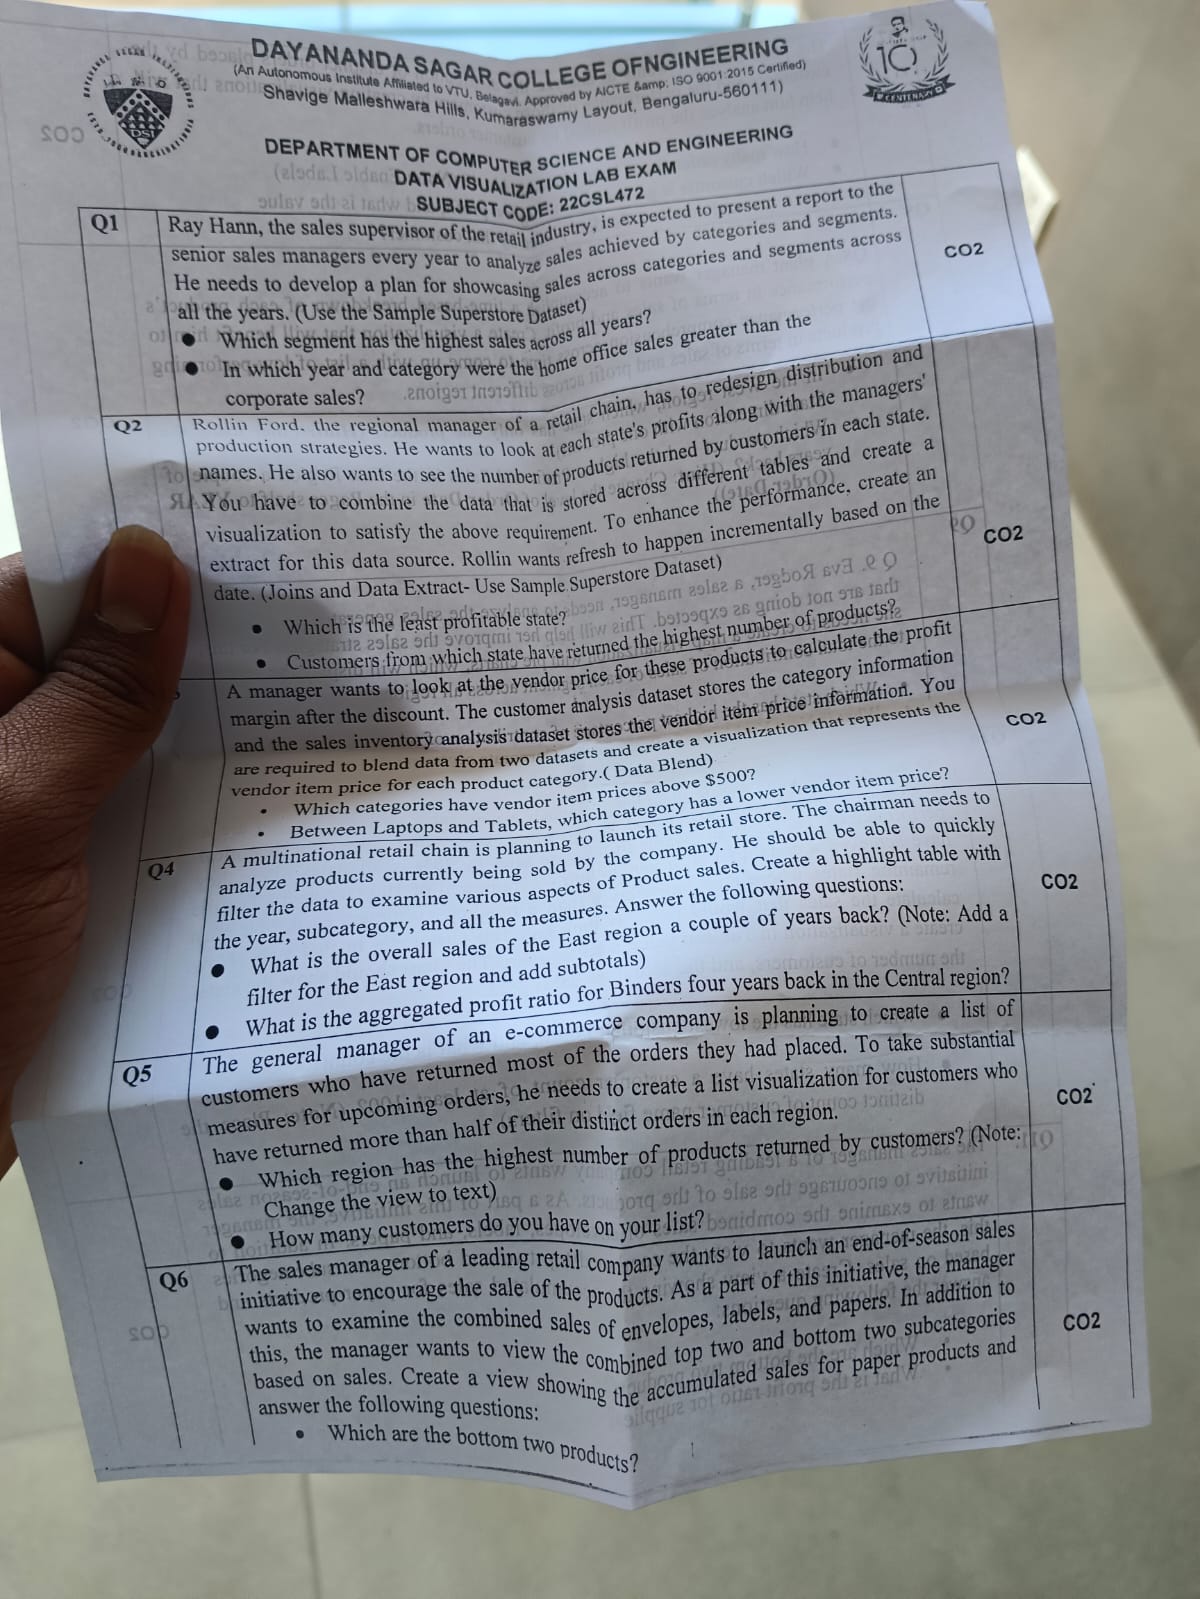 DAYANANDA SAGAR COLLEGE OFNGINEERING
(An Autonomous Institute Affiliated to VTU, Belagavi, Approved by AICTE &amp; ISO 9001:2015 Certified)
Shavige Malleshwara Hills, Kumaraswamy Layout, Bengaluru-560111)
DSI
CENTENARY
DEPARTMENT OF COMPUTER SCIENCE AND ENGINEERING
DATA VISUALIZATION LAB EXAM
SUBJECT CODE: 22CSL472
Q1
Ray Hann, the sales supervisor of the retail industry, is expected to present a report to the
senior sales managers every year to analyze sales achieved by categories and segments.
He needs to develop a plan for showcasing sales across categories and segments across
all the years. (Use the Sample Superstore Dataset)
● Which segment has the highest sales across all years?
● In which year and category were the home office sales greater than the
corporate sales?
CO2
Q2
Rollin Ford, the regional manager of a retail chain, has to redesign distribution and
production strategies. He wants to look at each state's profits along with the managers'
names. He also wants to see the number of products returned by customers in each state.
You have to combine the data that is stored across different tables and create a
visualization to satisfy the above requirement. To enhance the performance, create an
extract for this data source. Rollin wants refresh to happen incrementally based on the
date. (Joins and Data Extract- Use Sample Superstore Dataset)
● Which is the least profitable state?
● Customers from which state have returned the highest number of products?
CO2
A manager wants to look at the vendor price for these products to calculate the profit
margin after the discount. The customer analysis dataset stores the category information
and the sales inventory analysis dataset stores the vendor item price information. You
are required to blend data from two datasets and create a visualization that represents the
vendor item price for each product category.( Data Blend)
• Which categories have vendor item prices above $500?
• Between Laptops and Tablets, which category has a lower vendor item price?
CO2
Q4
A multinational retail chain is planning to launch its retail store. The chairman needs to
analyze products currently being sold by the company. He should be able to quickly
filter the data to examine various aspects of Product sales. Create a highlight table with
the year, subcategory, and all the measures. Answer the following questions:
● What is the overall sales of the East region a couple of years back? (Note: Add a
filter for the East region and add subtotals)
● What is the aggregated profit ratio for Binders four years back in the Central region?
CO2
Q5
The general manager of an e-commerce company is planning to create a list of
customers who have returned most of the orders they had placed. To take substantial
measures for upcoming orders, he needs to create a list visualization for customers who
have returned more than half of their distinct orders in each region.
● Which region has the highest number of products returned by customers? (Note:
Change the view to text)
● How many customers do you have on your list?
CO2
Q6
The sales manager of a leading retail company wants to launch an end-of-season sales
initiative to encourage the sale of the products. As a part of this initiative, the manager
wants to examine the combined sales of envelopes, labels, and papers. In addition to
this, the manager wants to view the combined top two and bottom two subcategories
based on sales. Create a view showing the accumulated sales for paper products and
answer the following questions:
• Which are the bottom two products?
CO2